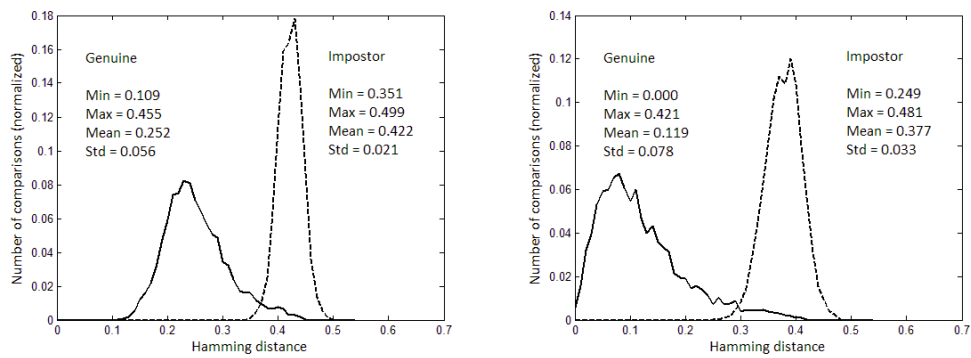 0.18
0.16
0.14
0.12
0.1
0.08
0.06
0.04
0.02
0
Number of comparisons (normalized)
Genuine
Min = 0.109
Max = 0.455
Mean = 0.252
Std = 0.056
Impostor
Min = 0.351
Max = 0.499
Mean = 0.422
Std = 0.021
0 0.1 0.2 0.3 0.4 0.5 0.6 0.7
Hamming distance
0.14
0.12
0.1
0.08
0.06
0.04
0.02
0
Number of comparisons (normalized)
Genuine
Min = 0.000
Max = 0.421
Mean = 0.119
Std = 0.078
Impostor
Min = 0.249
Max = 0.481
Mean = 0.377
Std = 0.033
0 0.1 0.2 0.3 0.4 0.5 0.6 0.7
Hamming distance